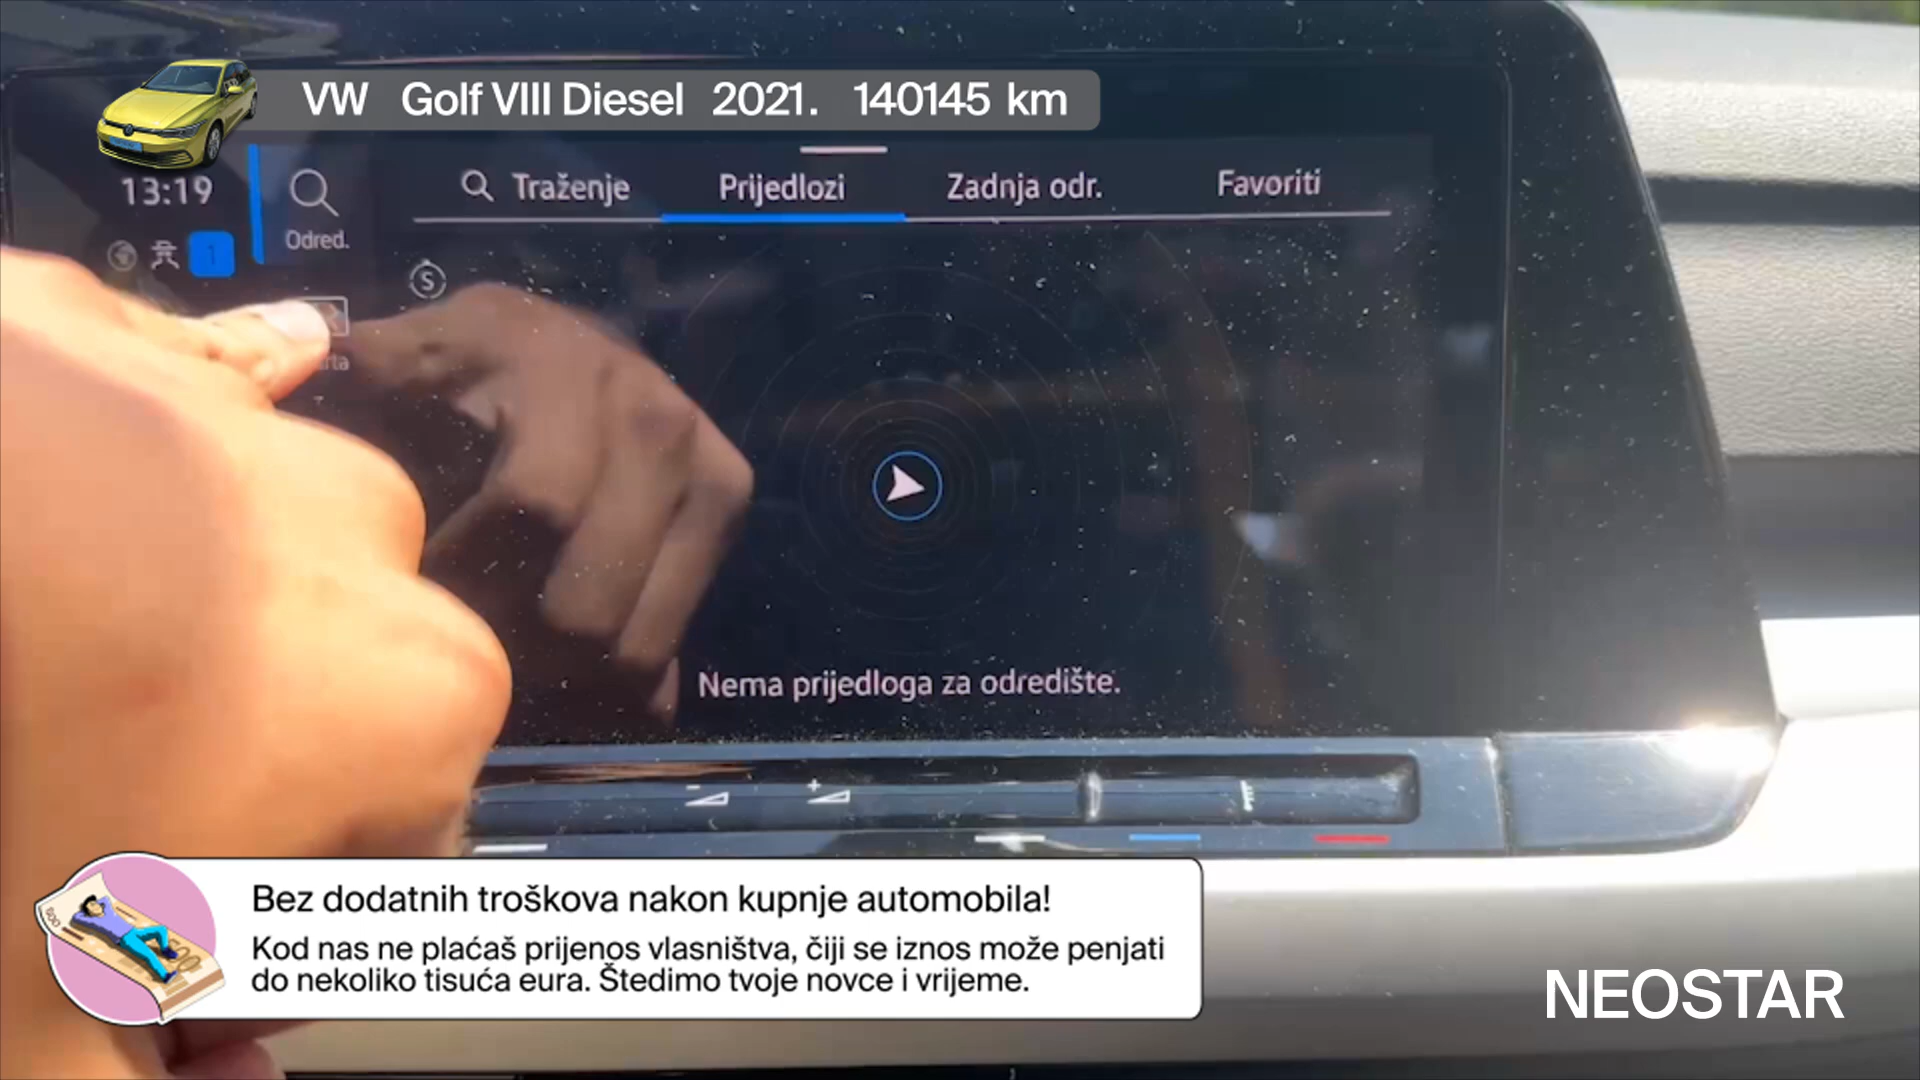 VW Golf VIII Diesel 2021. 140145 km
13:19
Traženje Prijedlozi Zadnja odr. Favoriti
Odred.
1
S
Nema prijedloga za odredište.
Bez dodatnih troškova nakon kupnje automobila!
Kod nas ne plaćaš prijenos vlasništva, čiji se iznos može penjati
do nekoliko tisuća eura. Štedimo tvoje novce i vrijeme.
NEOSTAR